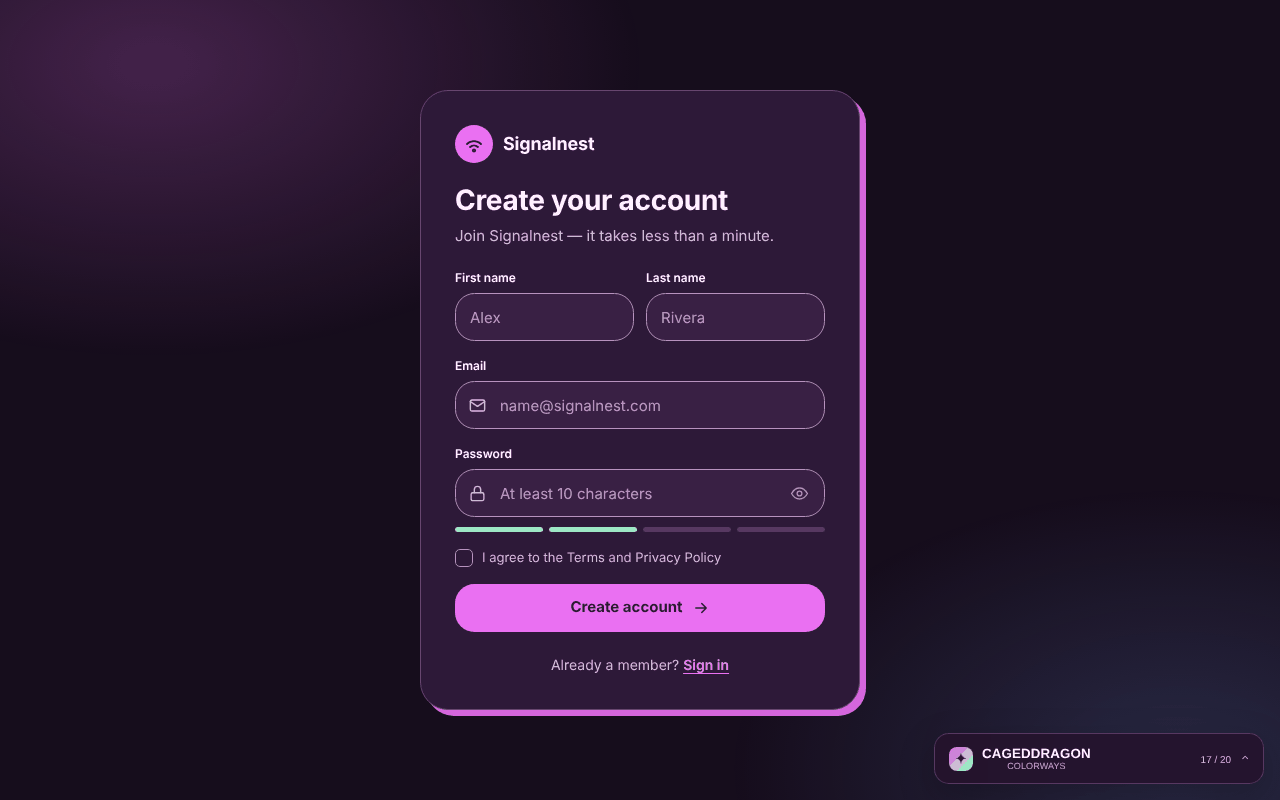 Signalnest
Create your account
Join Signalnest — it takes less than a minute.
First name
Last name
Alex
Rivera
Email
name@signalnest.com
Password
At least 10 characters
I agree to the Terms and Privacy Policy
Create account →
Already a member? Sign in
CAGEDDRAGON
COLORWAYS
17 / 20